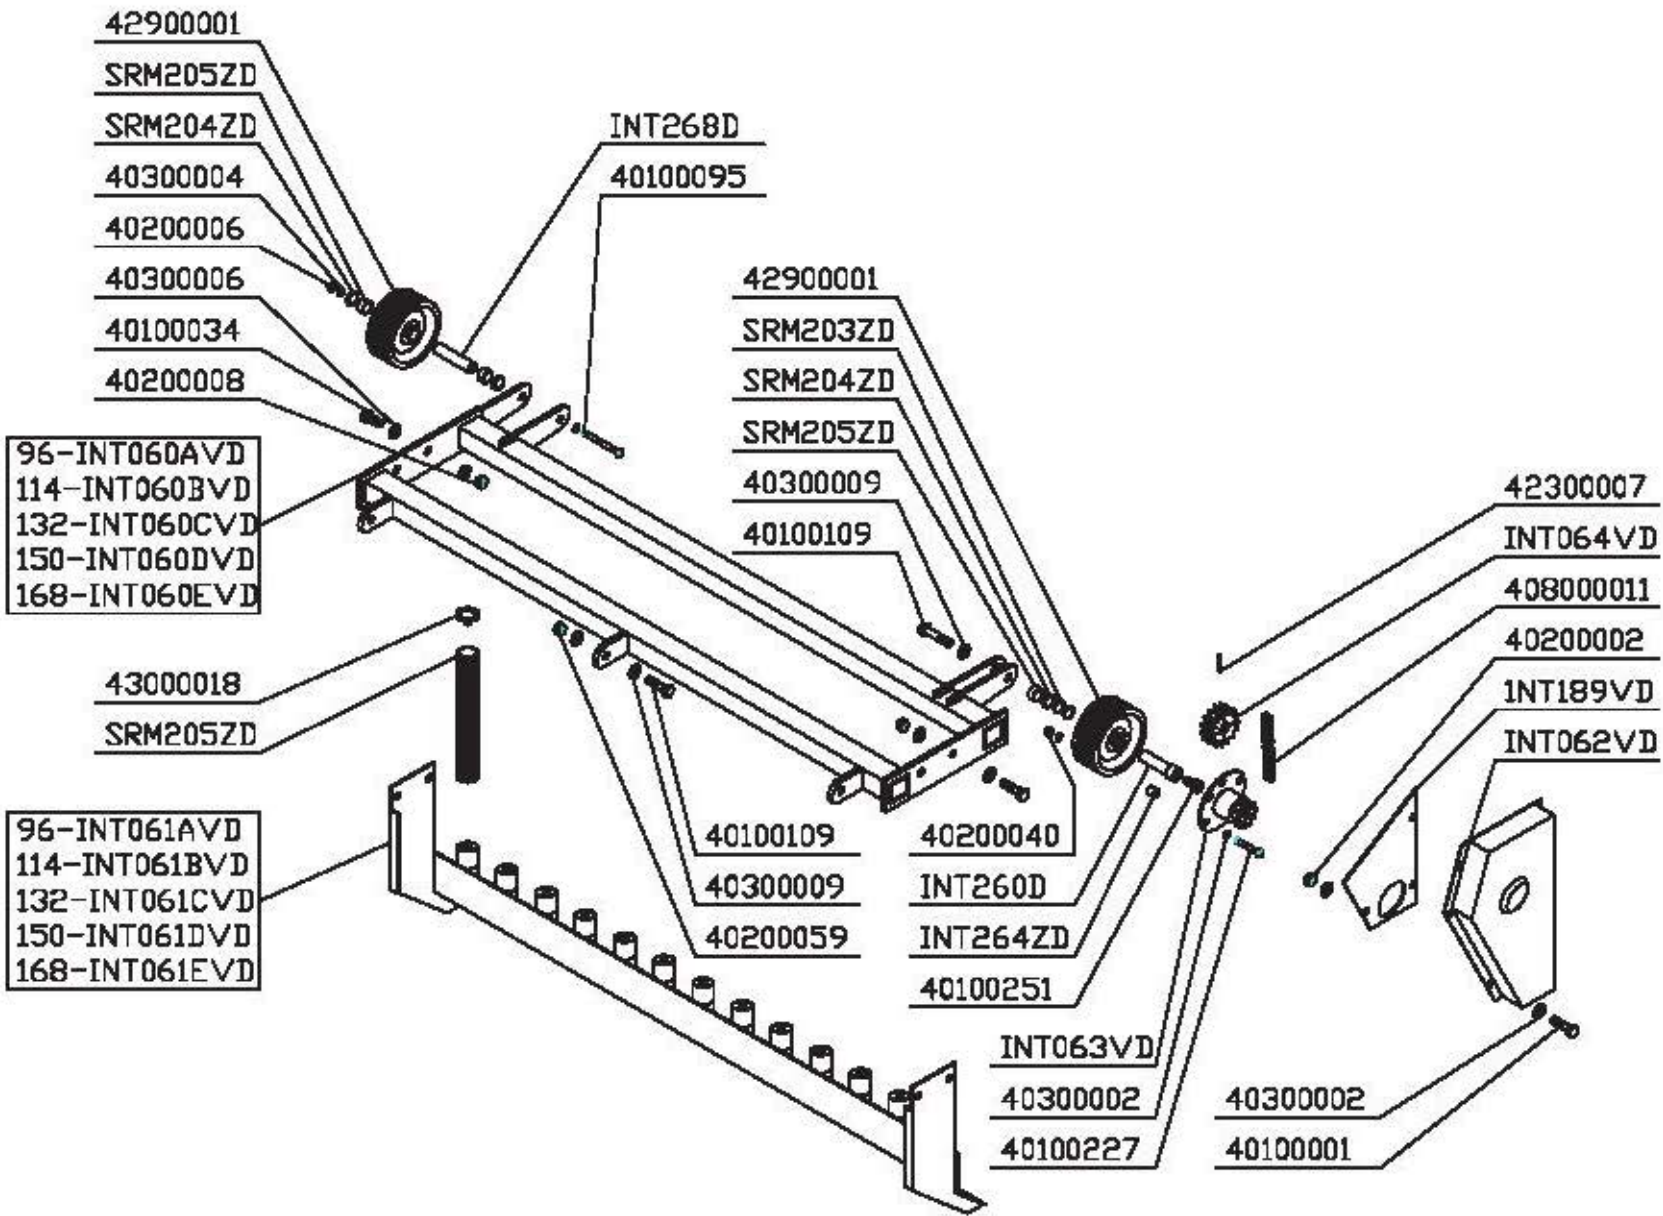 42900001
SRM205ZD
SRM204ZD
40300004
40200006
40300006
40100034
40200008
96-INT060AVD
114-INT060BVD
132-INT060CVD
150-INT060DVD
168-INT060EVD
43000018
SRM205ZD
96-INT061AVD
114-INT061BVD
132-INT061CVD
150-INT061DVD
168-INT061EVD
INT268D
40100095
42900001
SRM203ZD
SRM204ZD
SRM205ZD
40300009
40100109
40100109
40300009
40200059
40200040
INT260D
INT264ZD
40100251
INT063VD
40300002
40100227
42300007
INT064VD
408000011
40200002
1NT189VD
INT062VD
40300002
40100001